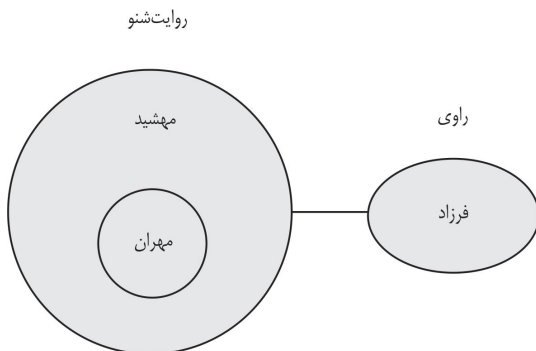 روایت‌شنو
راوی
مهشید
فرزاد
مهران